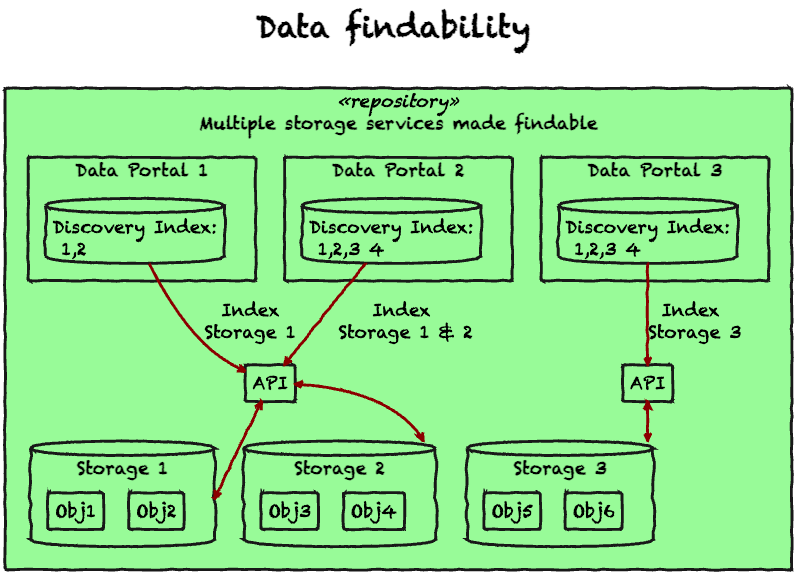 Data findability
«repository»
Multiple storage services made findable
Data Portal 1
Discovery Index:
1,2
Data Portal 2
Discovery Index:
1,2,3 4
Data Portal 3
Discovery Index:
1,2,3 4
Index
Storage 1
Index
Storage 1 & 2
Index
Storage 3
API
API
Storage 1
Obj1
Obj2
Storage 2
Obj3
Obj4
Storage 3
Obj5
Obj6